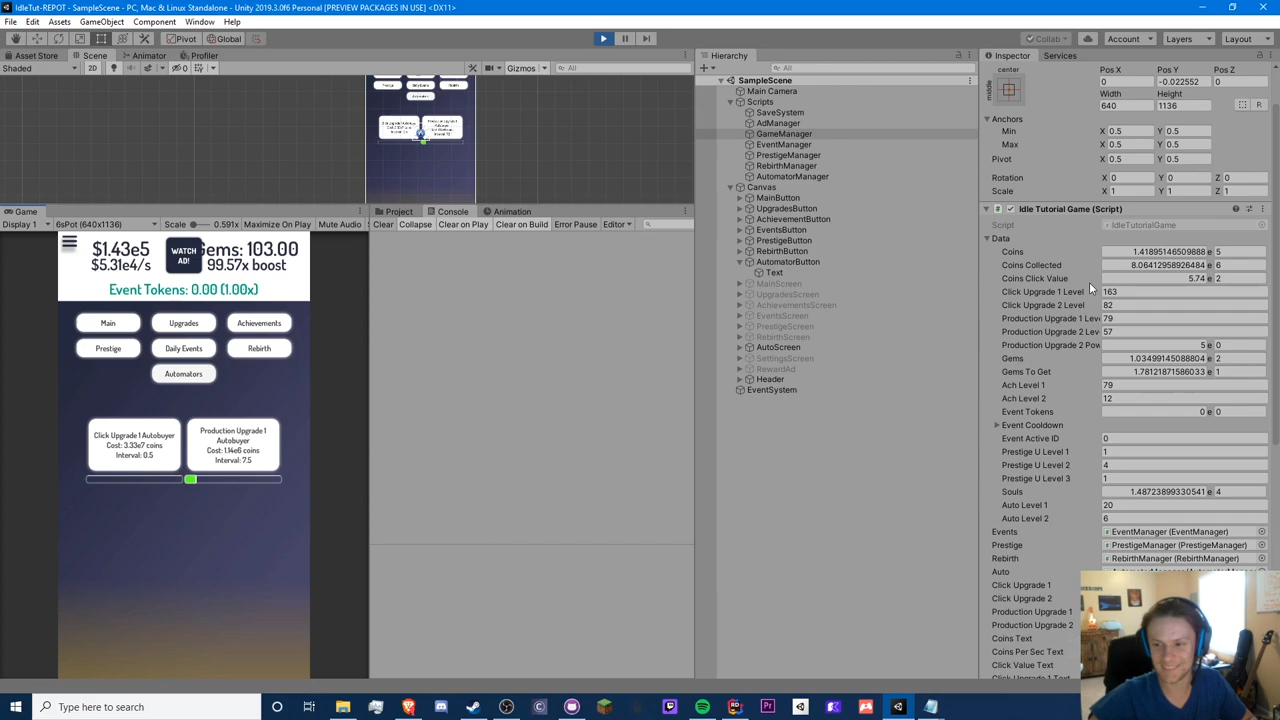 IdleTut-REPOT - SampleScene - PC, Mac & Linux Standalone - Unity 2019.3.0f6 Personal [PREVIEW PACKAGES IN USE] <DX11>
File Edit Assets GameObject Component Window Help
Pivot Global Collab Account Layers Layout
Asset Store Scene Animator Profiler
Shaded 2D 0 Gizmos All
Game
Display 1 6sPot (640x1136) Scale 0.591x Maximize On Play Mute Audio
$1.43e5
$5.31e4/s
WATCH
AD!
Gems: 103.00
99.57x boost
Event Tokens: 0.00 (1.00x)
Main Upgrades Achievements
Prestige Daily Events Rebirth
Automators
Click Upgrade 1 Autobuyer
Cost: 3.33e7 coins
Interval: 0.5
Production Upgrade 1
Autobuyer
Cost: 1.14e6 coins
Interval: 7.5
Project Console Animation
Clear Collapse Clear on Play Clear on Build Error Pause Editor
Hierarchy
All
SampleScene
Main Camera
Scripts
SaveSystem
AdManager
GameManager
EventManager
PrestigeManager
RebirthManager
AutomatorManager
Canvas
MainButton
UpgradesButton
AchievementButton
EventsButton
PrestigeButton
RebirthButton
AutomatorButton
Text
MainScreen
UpgradesScreen
AchievementsScreen
EventsScreen
PrestigeScreen
RebirthScreen
AutoScreen
SettingsScreen
RewardAd
Header
EventSystem
Inspector Services
center
middle
Pos X Pos Y Pos Z
0 -0.022552 0
Width Height
640 1136 R
Anchors
Min X 0.5 Y 0.5
Max X 0.5 Y 0.5
Pivot X 0.5 Y 0.5
Rotation X 0 Y 0 Z 0
Scale X 1 Y 1 Z 1
Idle Tutorial Game (Script)
Script IdleTutorialGame
Data
Coins 1.41895146509888 e 5
Coins Collected 8.06412958926484 e 6
Coins Click Value 5.74 e 2
Click Upgrade 1 Level 163
Click Upgrade 2 Level 82
Production Upgrade 1 Leve 79
Production Upgrade 2 Leve 57
Production Upgrade 2 Pow 5 e 0
Gems 1.03499145088804 e 2
Gems To Get 1.78121871586033 e 1
Ach Level 1 79
Ach Level 2 12
Event Tokens 0 e 0
Event Cooldown
Event Active ID 0
Prestige U Level 1 1
Prestige U Level 2 4
Prestige U Level 3 1
Souls 1.48723899330541 e 4
Auto Level 1 20
Auto Level 2 6
Events EventManager (EventManager)
Prestige PrestigeManager (PrestigeManager)
Rebirth RebirthManager (RebirthManager)
Auto
Click Upgrade 1
Click Upgrade 2
Production Upgrade 1
Production Upgrade 2
Coins Text
Coins Per Sec Text
Click Value Text
Type here to search